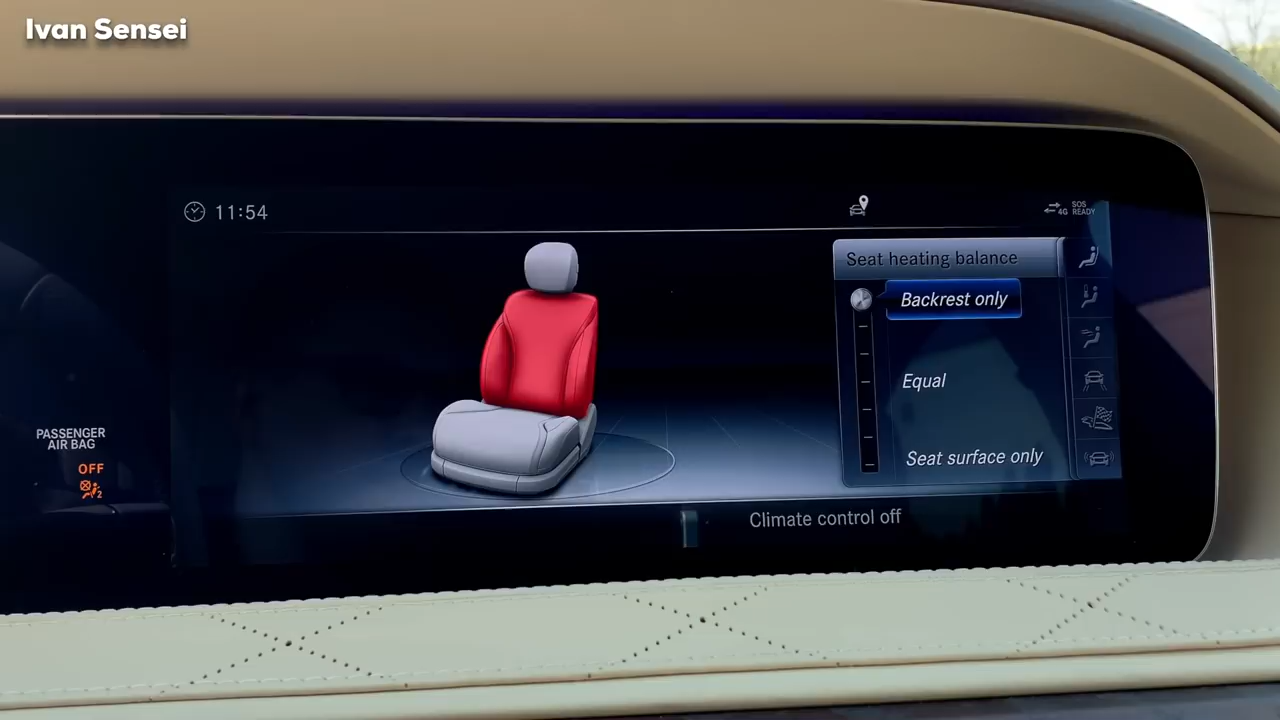 Ivan Sensei
11:54
4G
SOS
READY
Seat heating balance
Backrest only
Equal
Seat surface only
PASSENGER
AIR BAG
OFF
2
Climate control off